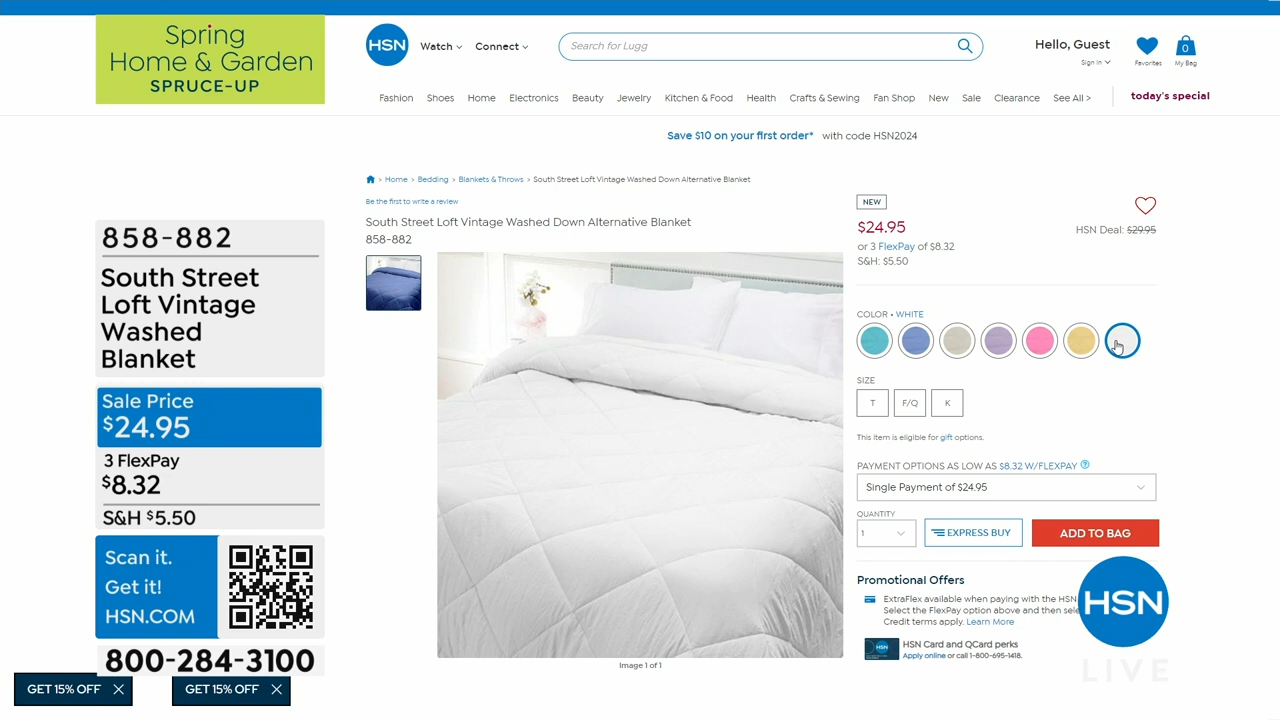 Spring
Home & Garden
SPRUCE-UP
HSN
Watch
Connect
Search for Lugg
Hello, Guest
Sign In
Favorites
0
My Bag
Fashion
Shoes
Home
Electronics
Beauty
Jewelry
Kitchen & Food
Health
Crafts & Sewing
Fan Shop
New
Sale
Clearance
See All >
today's special
Save $10 on your first order* with code HSN2024
> Home > Bedding > Blankets & Throws > South Street Loft Vintage Washed Down Alternative Blanket
Be the first to write a review
South Street Loft Vintage Washed Down Alternative Blanket
858-882
NEW
$24.95
HSN Deal: $29.95
or 3 FlexPay of $8.32
S&H: $5.50
COLOR • WHITE
SIZE
T
F/Q
K
This item is eligible for gift options.
PAYMENT OPTIONS AS LOW AS $8.32 W/FLEXPAY ?
Single Payment of $24.95
QUANTITY
1
EXPRESS BUY
ADD TO BAG
Promotional Offers
ExtraFlex available when paying with the HSN
Select the FlexPay option above and then sele
Credit terms apply. Learn More
HSN
HSN Card and QCard perks
Apply online or call 1-800-695-1418.
Image 1 of 1
858-882
South Street
Loft Vintage
Washed
Blanket
Sale Price
$24.95
3 FlexPay
$8.32
S&H $5.50
Scan it.
Get it!
HSN.COM
800-284-3100
GET 15% OFF
GET 15% OFF
HSN
LIVE